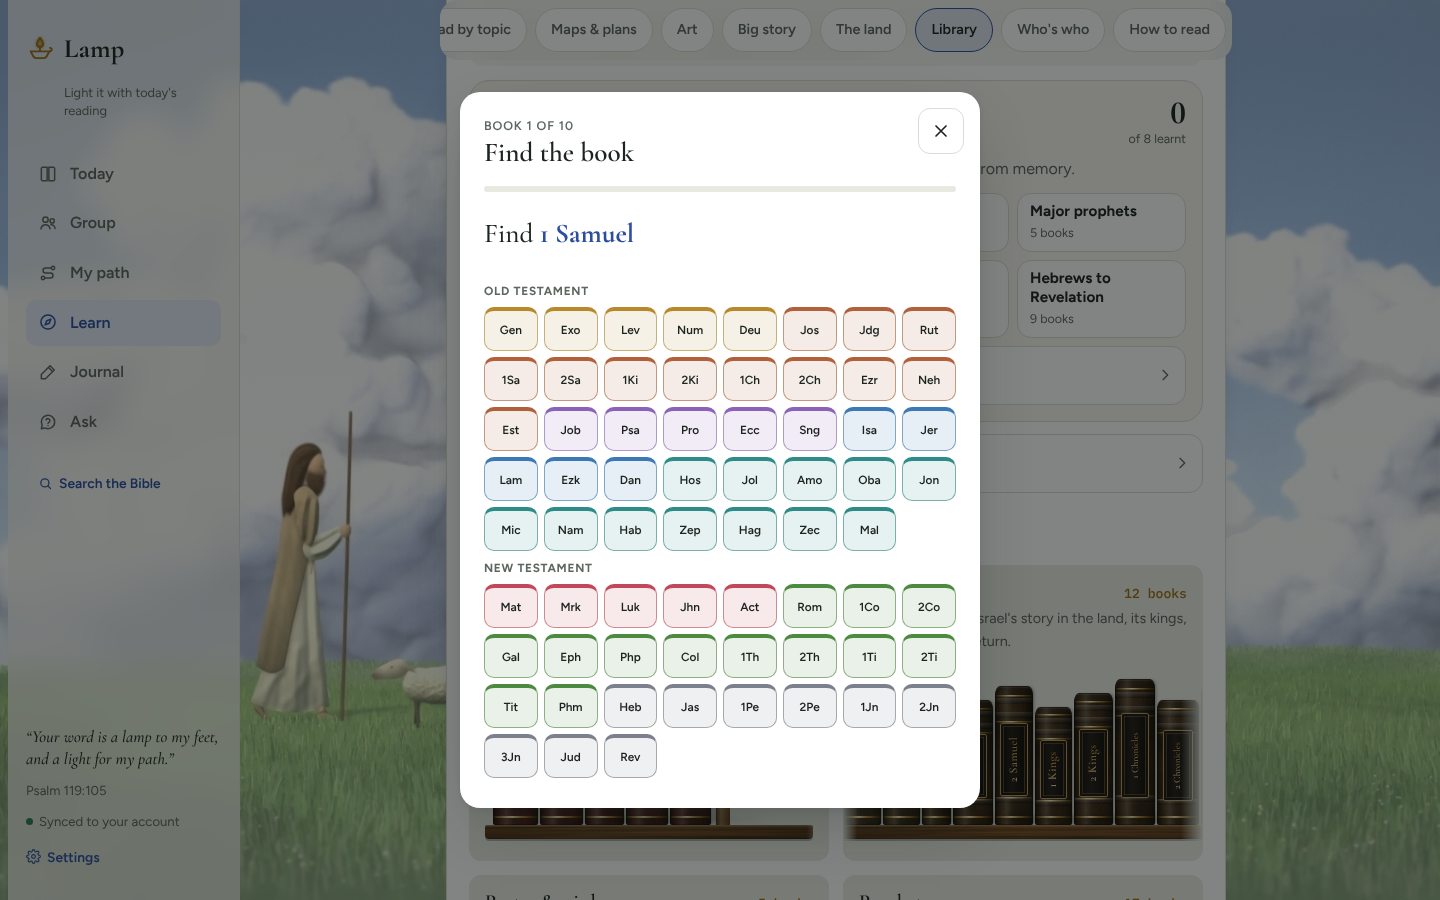 Lamp
Light it with today's
reading
Today
Group
My path
Learn
Journal
Ask
Search the Bible
“Your word is a lamp to my feet,
and a light for my path.”
Psalm 119:105
Synced to your account
Settings
ad by topic
Maps & plans
Art
Big story
The land
Library
Who's who
How to read
0
of 8 learnt
rom memory.
Major prophets
5 books
Hebrews to
Revelation
9 books
BOOK 1 OF 10
Find the book
Find 1 Samuel
OLD TESTAMENT
Gen Exo Lev Num Deu Jos Jdg Rut
1Sa 2Sa 1Ki 2Ki 1Ch 2Ch Ezr Neh
Est Job Psa Pro Ecc Sng Isa Jer
Lam Ezk Dan Hos Jol Amo Oba Jon
Mic Nam Hab Zep Hag Zec Mal
NEW TESTAMENT
Mat Mrk Luk Jhn Act Rom 1Co 2Co
Gal Eph Php Col 1Th 2Th 1Ti 2Ti
Tit Phm Heb Jas 1Pe 2Pe 1Jn 2Jn
3Jn Jud Rev
12 books
srael's story in the land, its kings,
turn.
2 Samuel
1 Kings
2 Kings
1 Chronicles
2 Chronicles